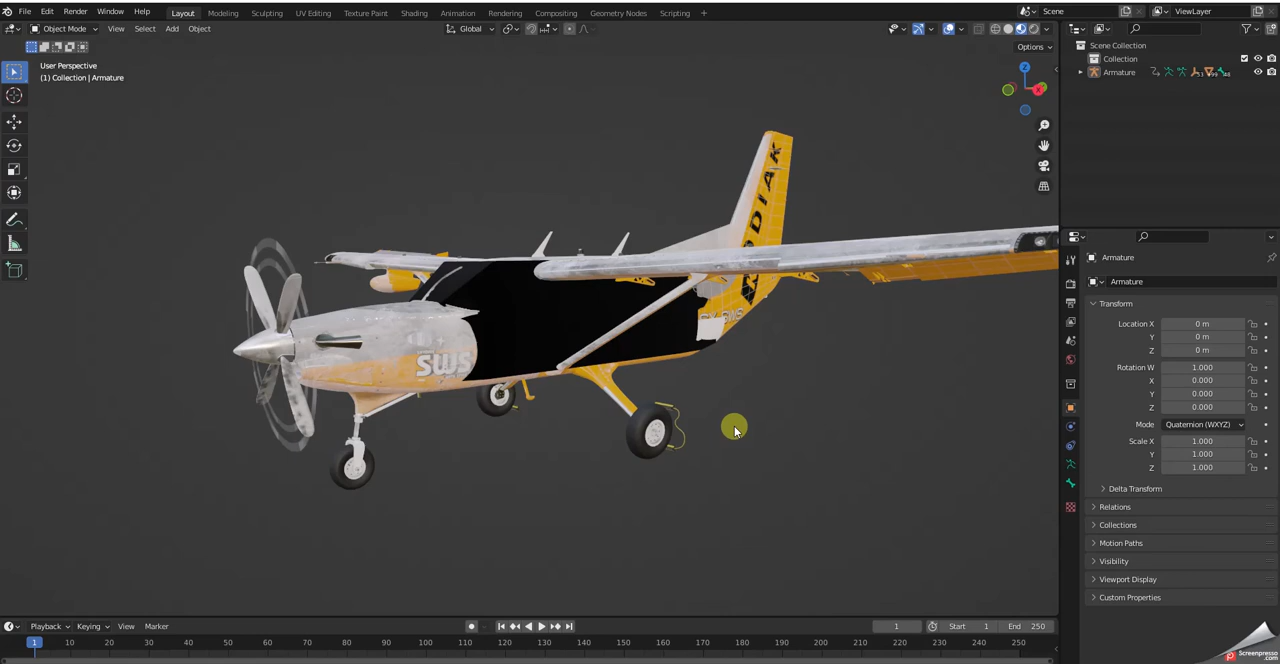 File Edit Render Window Help
Layout Modeling Sculpting UV Editing Texture Paint Shading Animation Rendering Compositing Geometry Nodes Scripting +
Scene ViewLayer
Object Mode View Select Add Object
Global
Options
User Perspective
(1) Collection | Armature
Z
X
KODIAK
SWS
Scene Collection
Collection
Armature
Armature
Armature
Transform
Location X 0 m
Y 0 m
Z 0 m
Rotation W 1.000
X 0.000
Y 0.000
Z 0.000
Mode Quaternion (WXYZ)
Scale X 1.000
Y 1.000
Z 1.000
Delta Transform
Relations
Collections
Motion Paths
Visibility
Viewport Display
Custom Properties
Playback Keying View Marker
1 Start 1 End 250
1 10 20 30 40 50 60 70 80 90 100 110 120 130 140 150 160 170 180 190 200 210 220 230 240 250
Screenpresso
.com